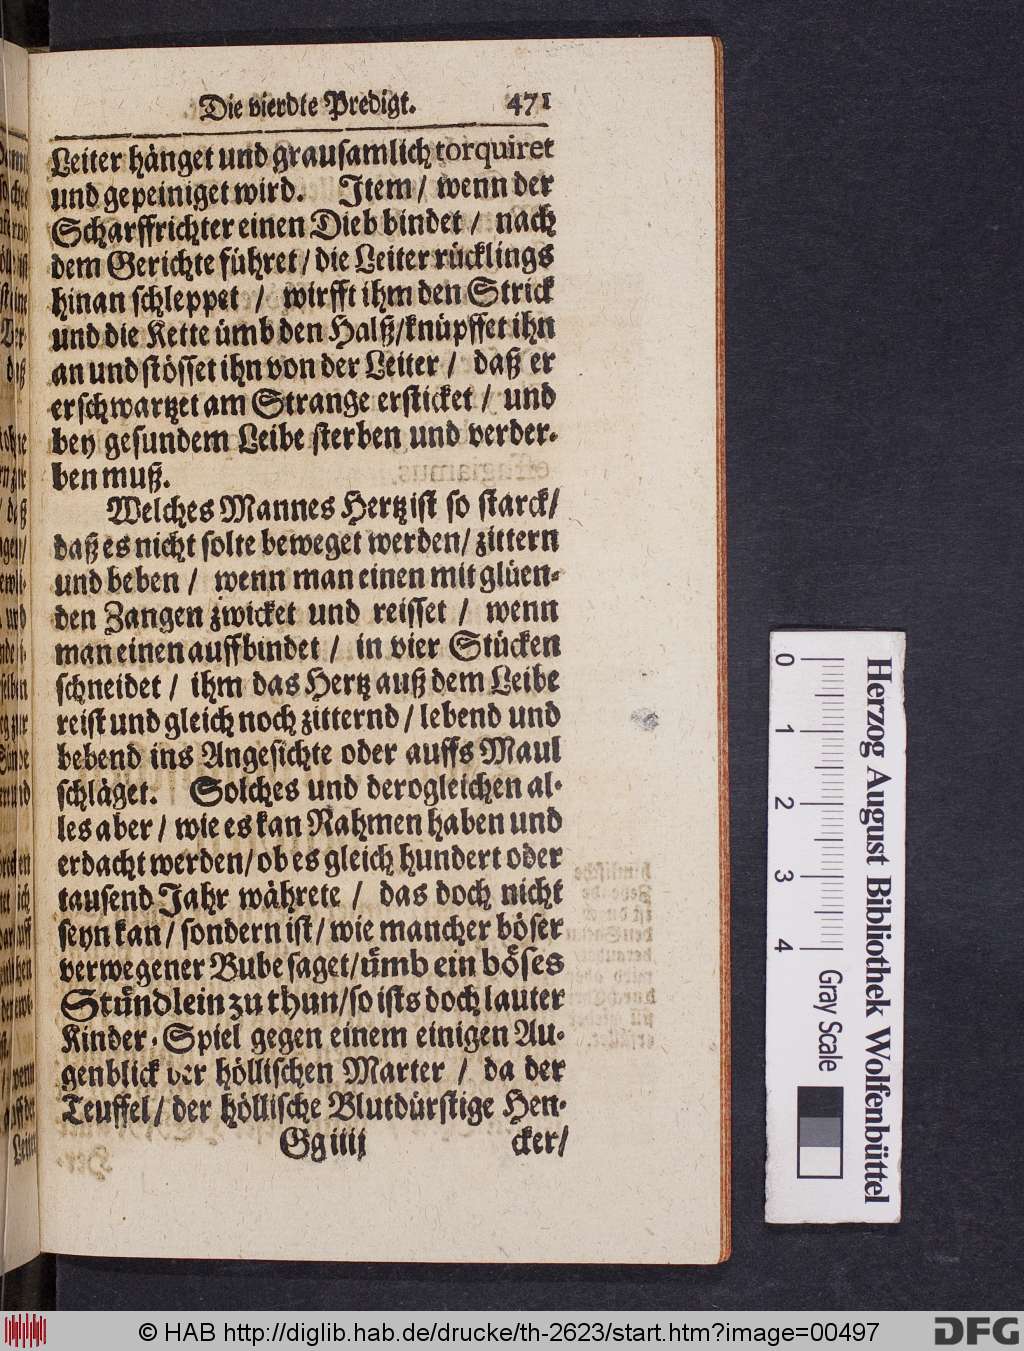 Die vierdte Predigt. 471
Leiter hänget und grausamlich torquiret
und gepeiniget wird. Item / wenn der
Scharffrichter einen Dieb bindet / nach
dem Gerichte führet / die Leiter rücklings
hinan schleppet / wirfft ihm den Strick
und die Kette ümb den Halß / knüpffet ihn
an und stösset ihn von der Leiter / daß er
erschwartzet am Strange ersticket / und
bey gesundem Leibe sterben und verder-
ben muß.
Welches Mannes Hertz ist so starck /
daß es nicht solte beweget werden / zittern
und beben / wenn man einen mit glüen-
den Zangen zwicket und reisset / wenn
man einen auffbindet / in vier Stücken
schneidet / ihm das Hertz auß dem Leibe
reist und gleich noch zitternd / lebend und
bebend ins Angesichte oder auffs Maul
schläget. Solches und derogleichen al-
les aber / wie es kan Nahmen haben und
erdacht werden / ob es gleich hundert oder
tausend Jahr währete / das doch nicht
seyn kan / sondern ist / wie mancher böser
verwegener Bube saget / ümb ein böses
Stündlein zu thun / so ists doch lauter
Kinder-Spiel gegen einem einigen Au-
genblick der höllischen Marter / da der
Teuffel / der höllische Blutdürstige Hen-
Gg iiij cker /
0 1 2 3 4
Gray Scale
Herzog August Bibliothek Wolfenbüttel
© HAB http://diglib.hab.de/drucke/th-2623/start.htm?image=00497
DFG